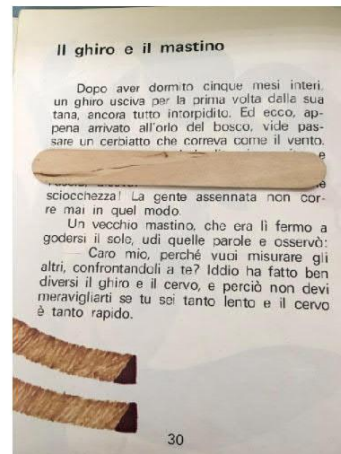 Il ghiro e il mastino
Dopo aver dormito cinque mesi interi,
un ghiro usciva per la prima volta dalla sua
tana, ancora tutto intorpidito. Ed ecco, ap-
pena arrivato all'orlo del bosco, vide pas-
sare un cerbiatto che correva come il vento.
e
e
sciocchezza! La gente assennata non cor-
re mai in quel modo.
Un vecchio mastino, che era lì fermo a
godersi il sole, udì quelle parole e osservò:
— Caro mio, perché vuoi misurare gli
altri, confrontandoli a te? Iddio ha fatto ben
diversi il ghiro e il cervo, e perciò non devi
meravigliarti se tu sei tanto lento e il cervo
è tanto rapido.
30